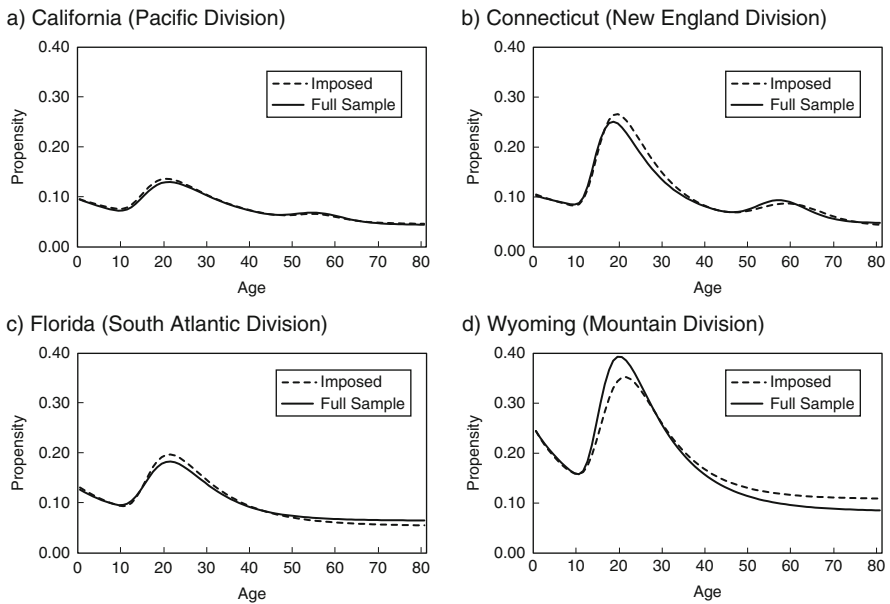 a) California (Pacific Division)
0.40
0.30
0.20
0.10
0.00
Propensity
Imposed
Full Sample
0 10 20 30 40 50 60 70 80
Age
b) Connecticut (New England Division)
0.40
0.30
0.20
0.10
0.00
Propensity
Imposed
Full Sample
0 10 20 30 40 50 60 70 80
Age
c) Florida (South Atlantic Division)
0.40
0.30
0.20
0.10
0.00
Propensity
Imposed
Full Sample
0 10 20 30 40 50 60 70 80
Age
d) Wyoming (Mountain Division)
0.40
0.30
0.20
0.10
0.00
Propensity
Imposed
Full Sample
0 10 20 30 40 50 60 70 80
Age